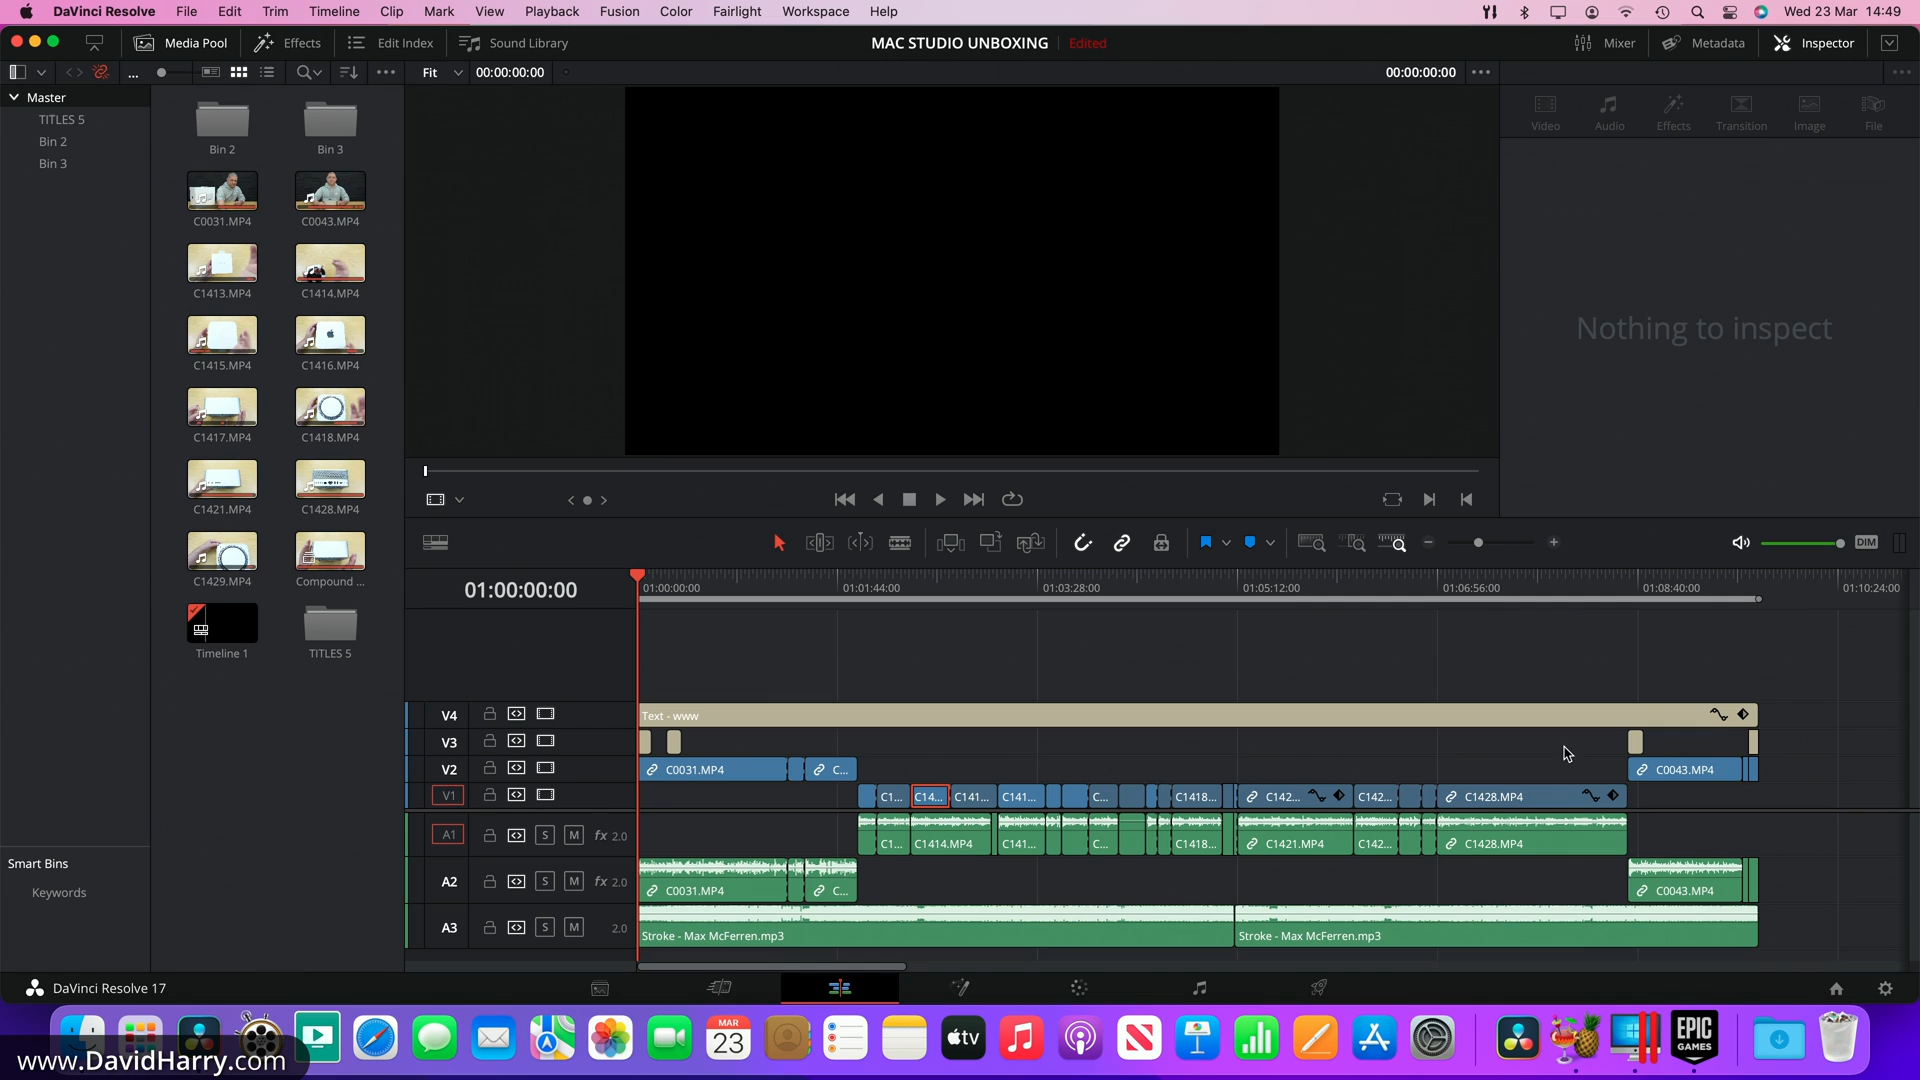 DaVinci Resolve File Edit Trim Timeline Clip Mark View Playback Fusion Color Fairlight Workspace Help Wed 23 Mar 14:49
Media Pool Effects Edit Index Sound Library MAC STUDIO UNBOXING Edited Mixer Metadata Inspector
... Fit 00:00:00:00 00:00:00:00
Master
TITLES 5
Bin 2
Bin 3
Bin 2 Bin 3
C0031.MP4 C0043.MP4
C1413.MP4 C1414.MP4
C1415.MP4 C1416.MP4
C1417.MP4 C1418.MP4
C1421.MP4 C1428.MP4
C1429.MP4 Compound ...
Timeline 1 TITLES 5
Video Audio Effects Transition Image File
Nothing to inspect
DIM
01:00:00:00 01:00:00:00 01:01:44:00 01:03:28:00 01:05:12:00 01:06:56:00 01:08:40:00 01:10:24:00
V4 Text - www
V3
V2 C0031.MP4 C... C0043.MP4
V1 C1... C14... C141... C141... C... C1418... C142... C142... C1428.MP4
A1 S M fx 2.0 C1... C1414.MP4 C141... C... C1418... C1421.MP4 C142... C1428.MP4
A2 S M fx 2.0 C0031.MP4 C... C0043.MP4
A3 S M 2.0 Stroke - Max McFerren.mp3 Stroke - Max McFerren.mp3
Smart Bins
Keywords
DaVinci Resolve 17
MAR
23
tv
EPIC
GAMES
www.DavidHarry.com